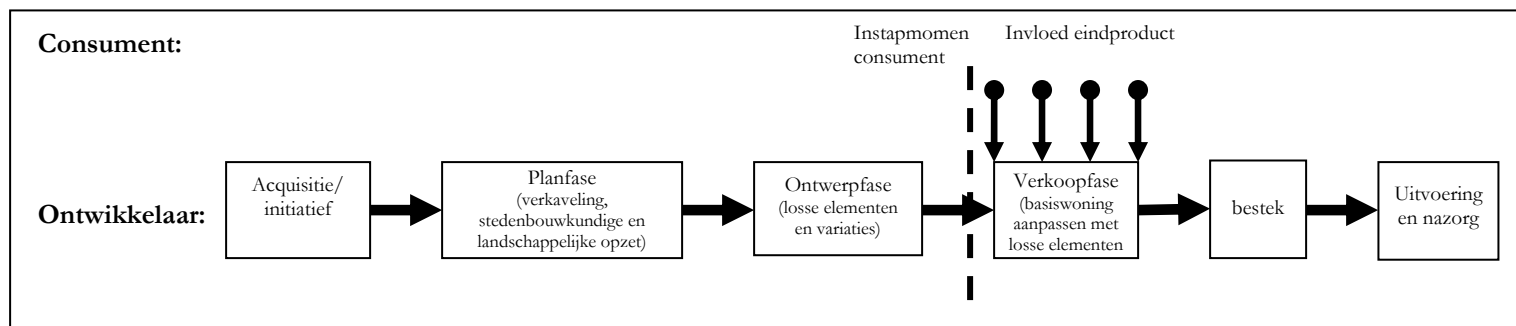 Consument:
Instapmomen
consument
Invloed eindproduct
Ontwikkelaar:
Acquisitie/
initiatief
Planfase
(verkaveling,
stedenbouwkundige en
landschappelijke opzet)
Ontwerpfase
(losse elementen
en variaties)
Verkoopfase
(basiswoning
aanpassen met
losse elementen
bestek
Uitvoering
en nazorg